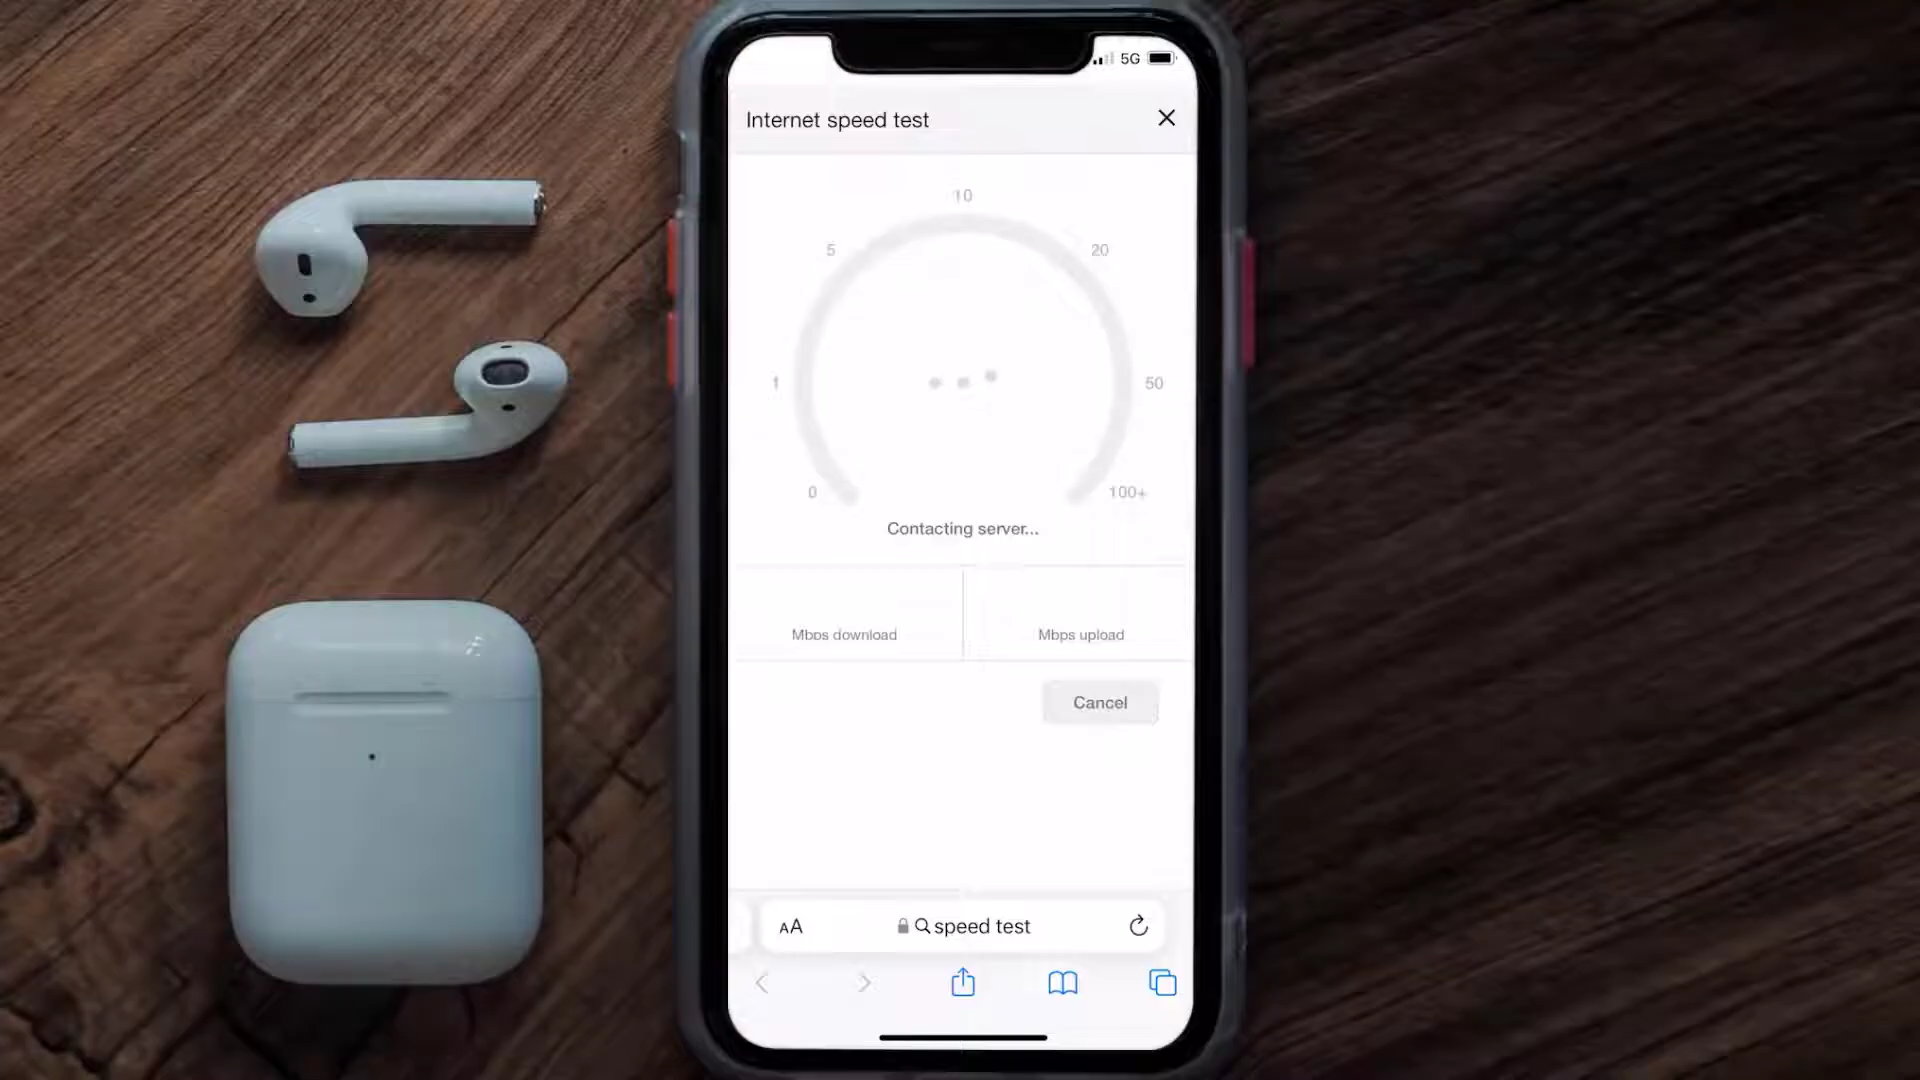 5G
Internet speed test
10
5
20
1
50
0
100+
Contacting server...
Mbps download
Mbps upload
Cancel
AA
speed test